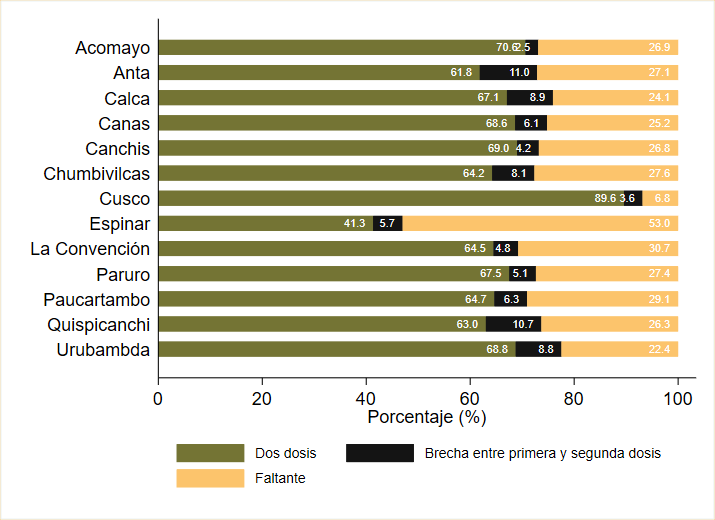 Acomayo 70.6 2.5 26.9
Anta 61.8 11.0 27.1
Calca 67.1 8.9 24.1
Canas 68.6 6.1 25.2
Canchis 69.0 4.2 26.8
Chumbivilcas 64.2 8.1 27.6
Cusco 89.6 3.6 6.8
Espinar 41.3 5.7 53.0
La Convención 64.5 4.8 30.7
Paruro 67.5 5.1 27.4
Paucartambo 64.7 6.3 29.1
Quispicanchi 63.0 10.7 26.3
Urubambda 68.8 8.8 22.4
0 20 40 60 80 100
Porcentaje (%)
Dos dosis Brecha entre primera y segunda dosis
Faltante